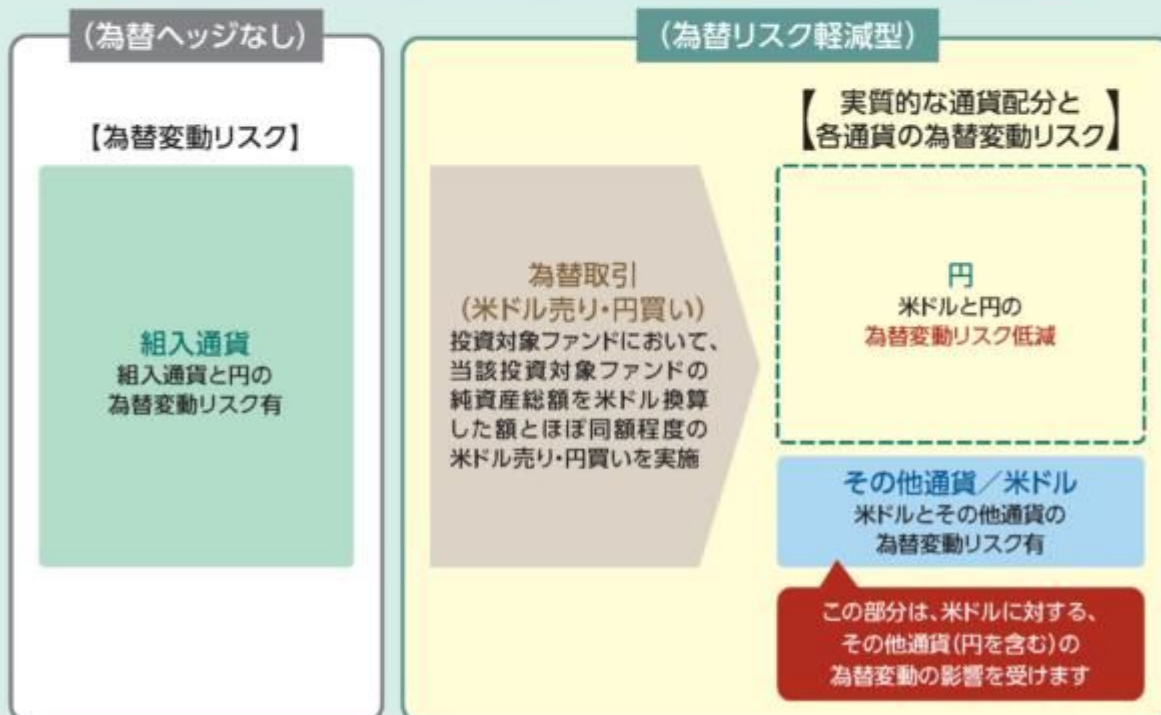 (為替ヘッジなし)
【為替変動リスク】
組入通貨
組入通貨と円の
為替変動リスク有
(為替リスク軽減型)
為替取引
(米ドル売り・円買い)
投資対象ファンドにおいて、
当該投資対象ファンドの
純資産総額を米ドル換算
した額とほぼ同額程度の
米ドル売り・円買いを実施
【実質的な通貨配分と
各通貨の為替変動リスク】
円
米ドルと円の
為替変動リスク低減
その他通貨／米ドル
米ドルとその他通貨の
為替変動リスク有
この部分は、米ドルに対する、
その他通貨(円を含む)の
為替変動の影響を受けます